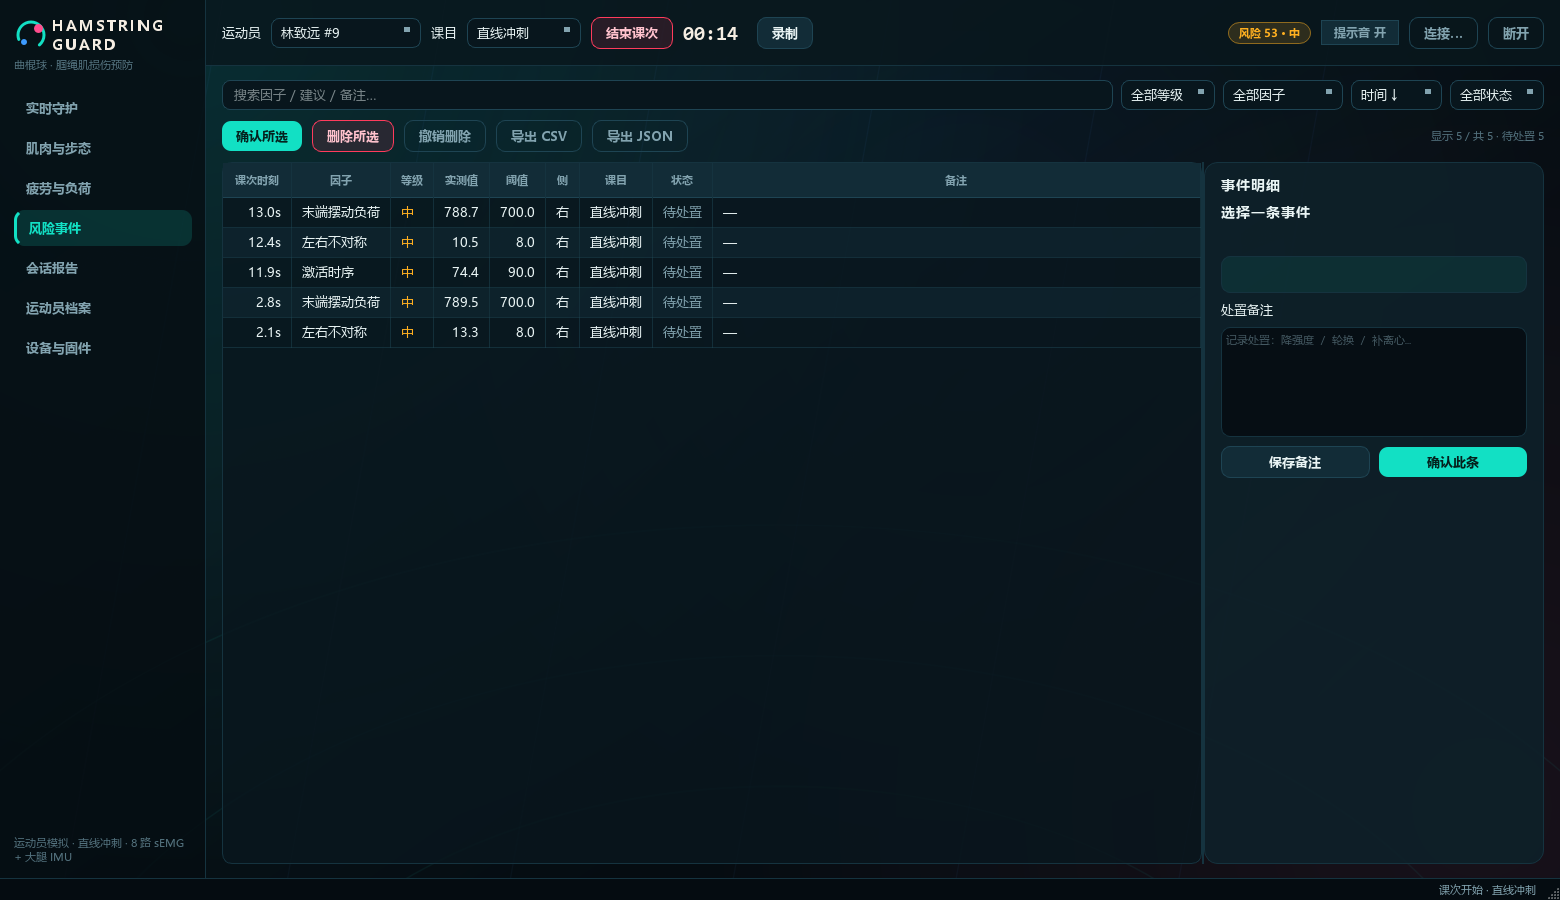 HAMSTRING
GUARD
曲棍球 · 腘绳肌损伤预防
实时守护
肌肉与步态
疲劳与负荷
风险事件
会话报告
运动员档案
设备与固件
运动员模拟 · 直线冲刺 · 8 路 sEMG
+ 大腿 IMU
运动员 林致远 #9 课目 直线冲刺 结束课次 00:14 录制 风险 53 · 中 提示音 开 连接... 断开
搜索因子 / 建议 / 备注... 全部等级 全部因子 时间↓ 全部状态
确认所选 删除所选 撤销删除 导出 CSV 导出 JSON 显示 5 / 共 5 · 待处置 5
课次时刻 因子 等级 实测值 阈值 侧 课目 状态 备注
13.0s 末端摆动负荷 中 788.7 700.0 右 直线冲刺 待处置 —
12.4s 左右不对称 中 10.5 8.0 右 直线冲刺 待处置 —
11.9s 激活时序 中 74.4 90.0 右 直线冲刺 待处置 —
2.8s 末端摆动负荷 中 789.5 700.0 右 直线冲刺 待处置 —
2.1s 左右不对称 中 13.3 8.0 右 直线冲刺 待处置 —
事件明细
选择一条事件
处置备注
记录处置: 降强度 / 轮换 / 补离心…
保存备注 确认此条
课次开始 · 直线冲刺